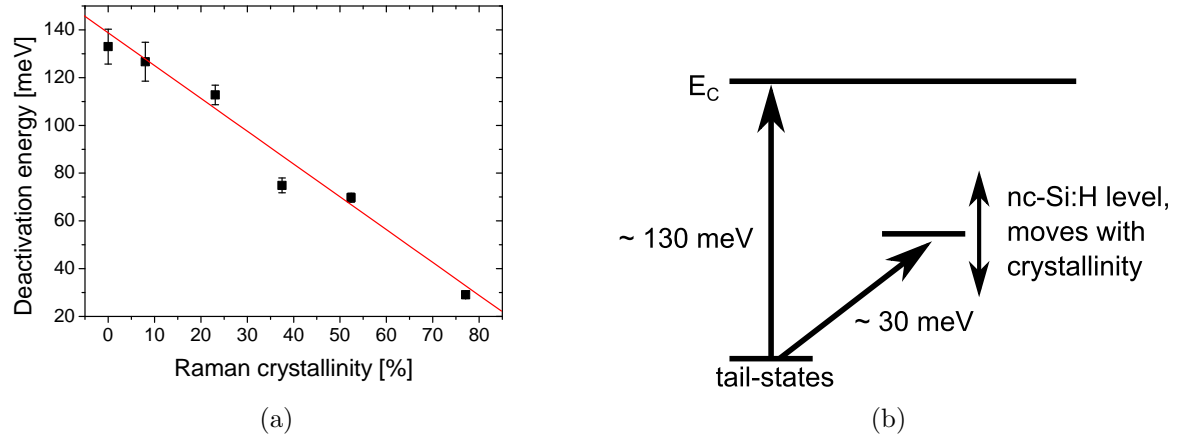 140
120
100
80
60
40
20
Deactivation energy [meV]
0 10 20 30 40 50 60 70 80
Raman crystallinity [%]
(a)
E_C
~ 130 meV
nc-Si:H level,
moves with
crystallinity
~ 30 meV
tail-states
(b)